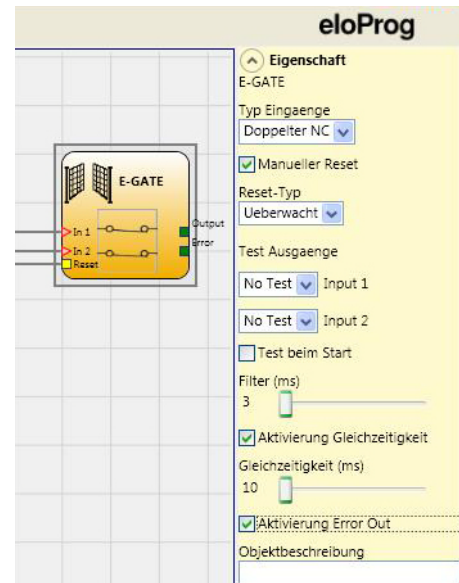 eloProg
Eigenschaft
E-GATE
Typ Eingaenge
Doppelter NC
Manueller Reset
Reset-Typ
Ueberwacht
Test Ausgaenge
No Test Input 1
No Test Input 2
Test beim Start
Filter (ms)
3
Aktivierung Gleichzeitigkeit
Gleichzeitigkeit (ms)
10
Aktivierung Error Out
Objektbeschreibung
E-GATE
In 1
In 2
Reset
Output
Error